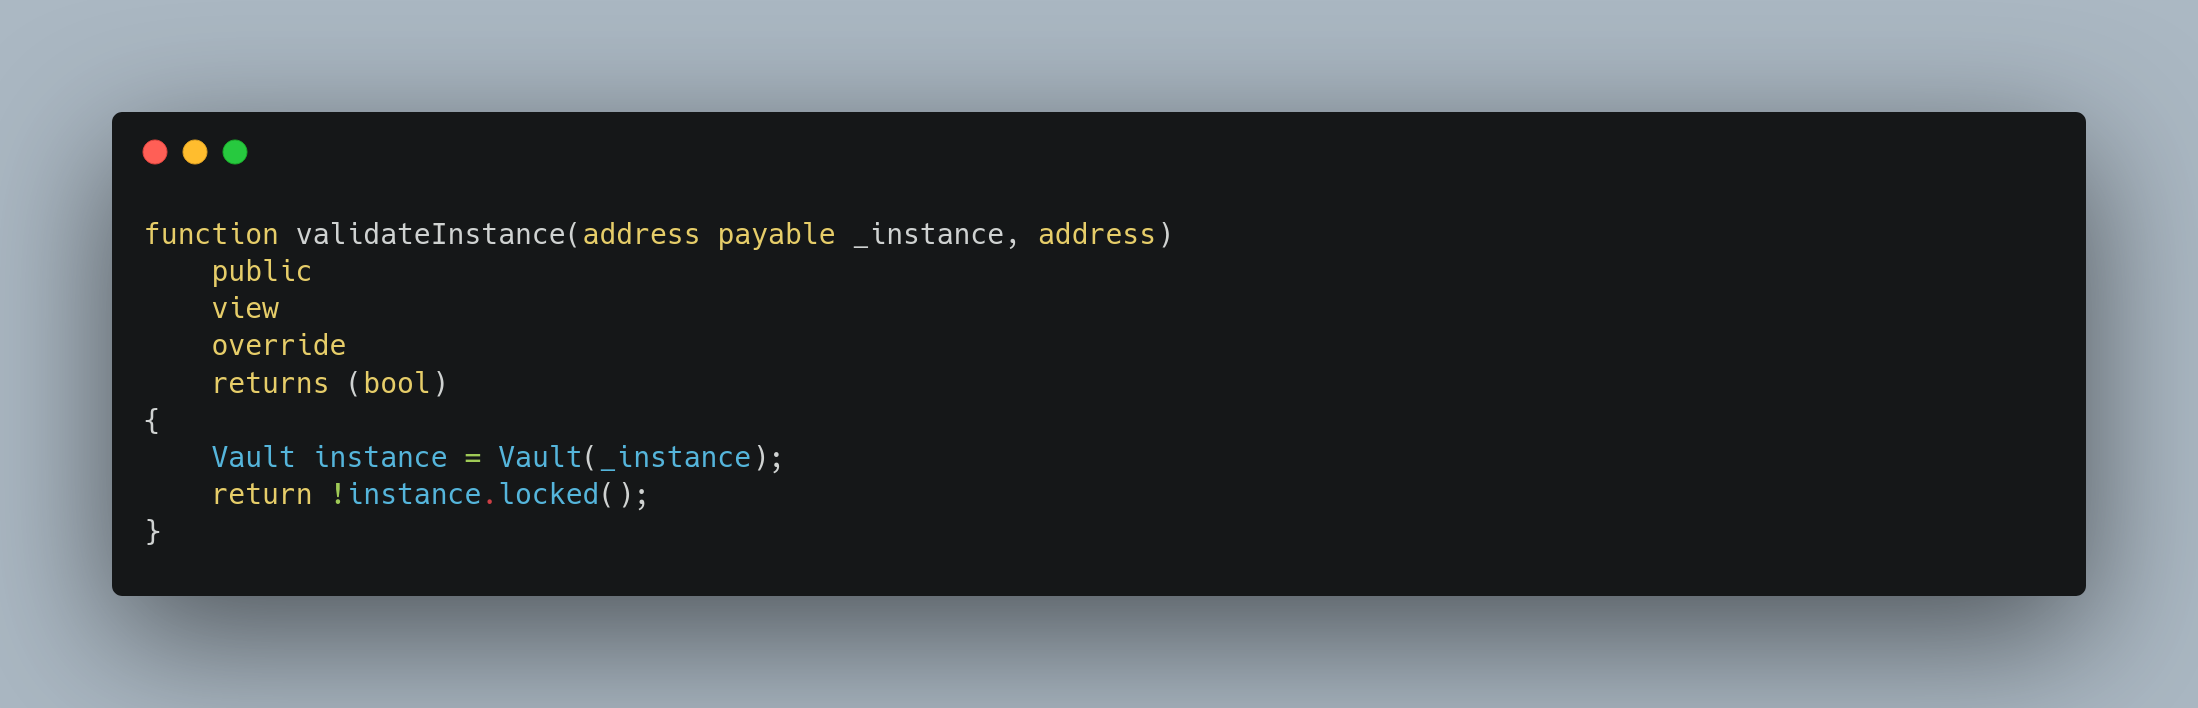 function validateInstance(address payable _instance, address)
    public
    view
    override
    returns (bool)
{
    Vault instance = Vault(_instance);
    return !instance.locked();
}